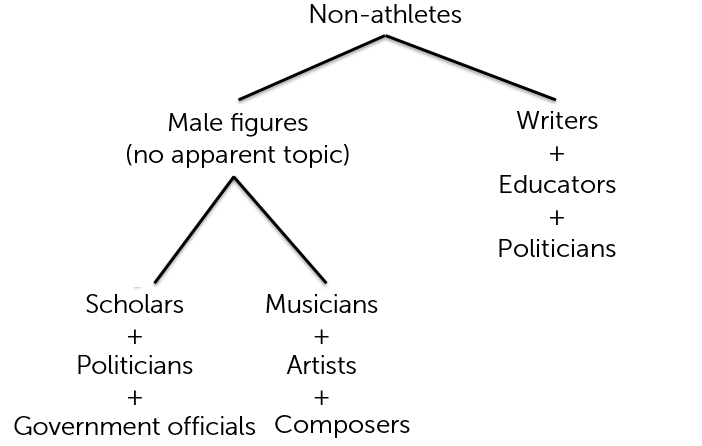 Non-athletes
Male figures
(no apparent topic)
Writers
+
Educators
+
Politicians
Scholars
+
Politicians
+
Government officials
Musicians
+
Artists
+
Composers